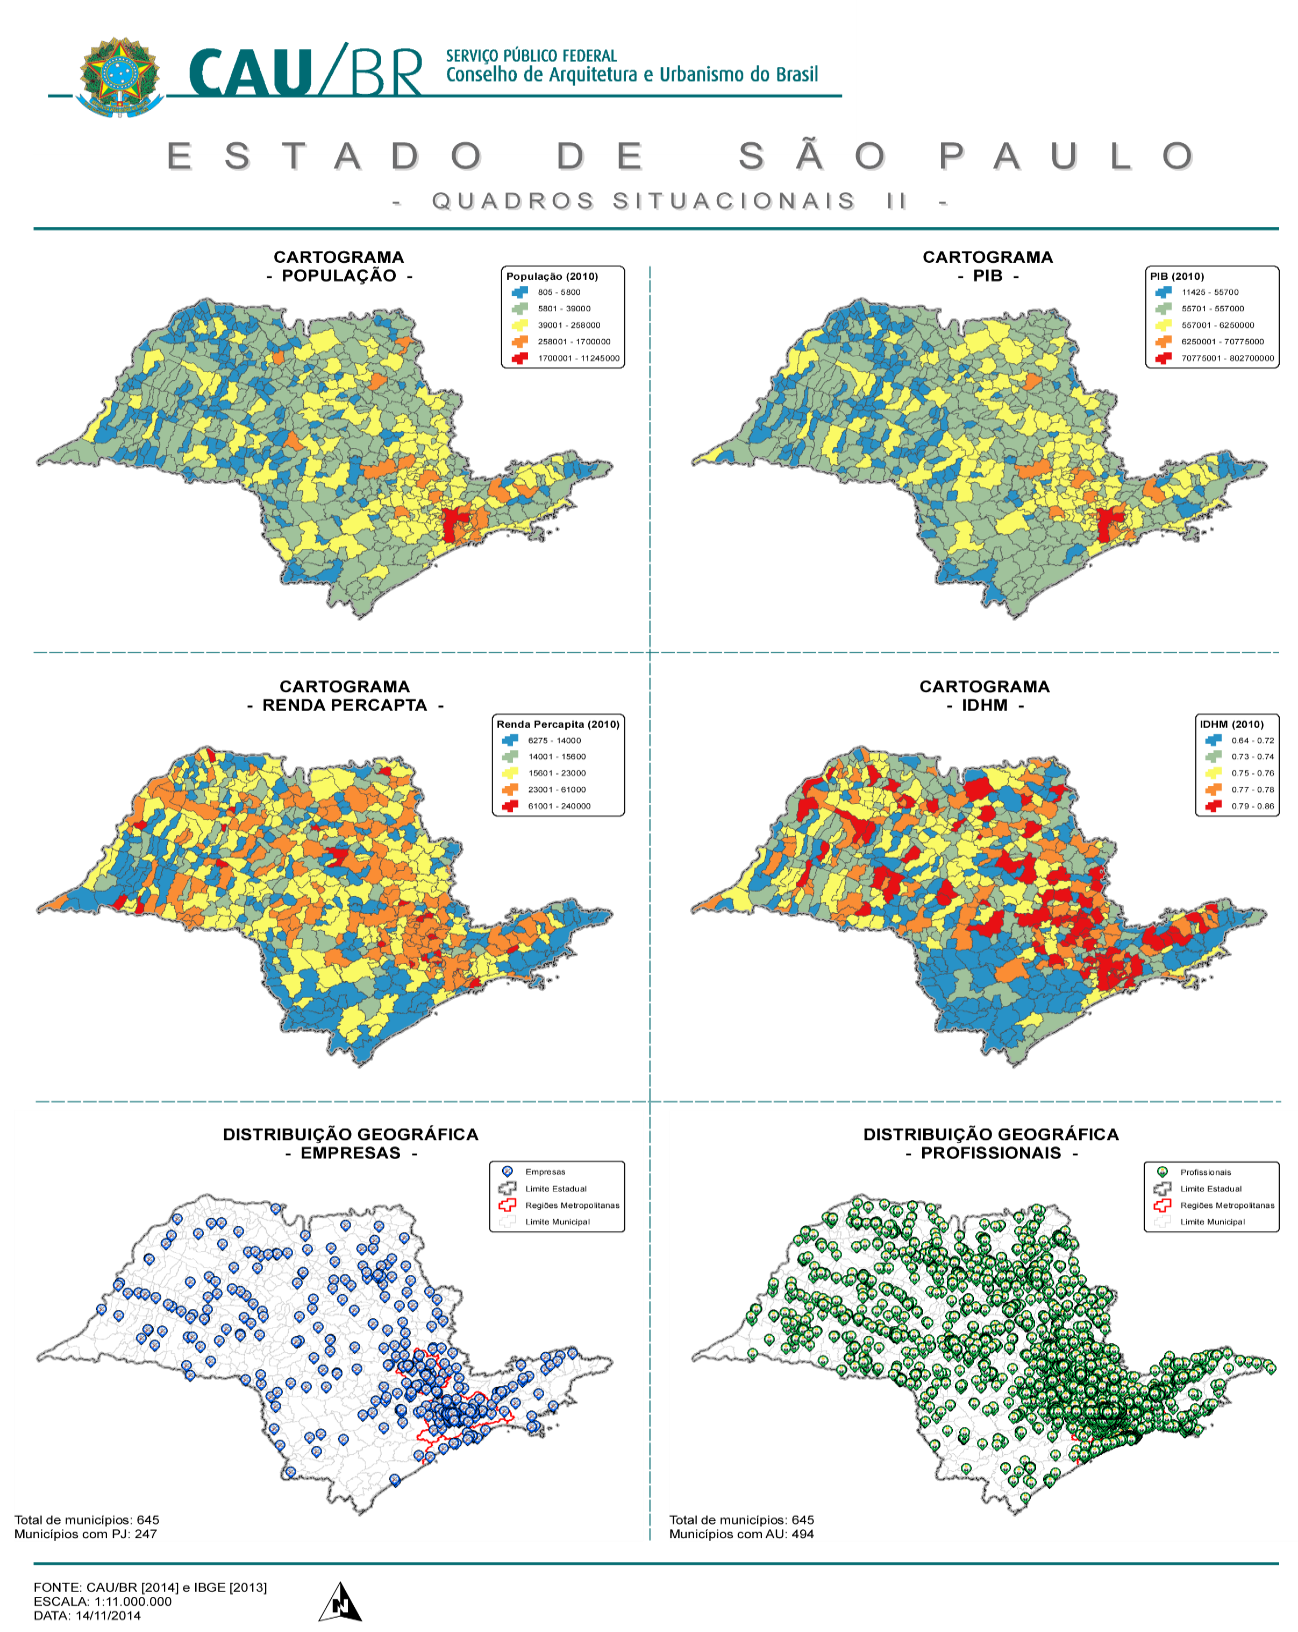 CAU/BR
SERVIÇO PÚBLICO FEDERAL
Conselho de Arquitetura e Urbanismo do Brasil
ESTADO DE SÃO PAULO
- QUADROS SITUACIONAIS II -
CARTOGRAMA
- POPULAÇÃO -
População (2010)
805 - 5800
5801 - 39000
39001 - 258000
258001 - 1700000
1700001 - 11245000
CARTOGRAMA
- PIB -
PIB (2010)
11425 - 55700
55701 - 557000
557001 - 6250000
6250001 - 70775000
70775001 - 802700000
CARTOGRAMA
- RENDA PERCAPTA -
Renda Percapita (2010)
6275 - 14000
14001 - 15600
15601 - 23000
23001 - 61000
61001 - 240000
CARTOGRAMA
- IDHM -
IDHM (2010)
0.64 - 0.72
0.73 - 0.74
0.75 - 0.76
0.77 - 0.78
0.79 - 0.86
DISTRIBUIÇÃO GEOGRÁFICA
- EMPRESAS -
Empresas
Limite Estadual
Regiões Metropolitanas
Limite Municipal
Total de municípios: 645
Municípios com PJ: 247
DISTRIBUIÇÃO GEOGRÁFICA
- PROFISSIONAIS -
Profissionais
Limite Estadual
Regiões Metropolitanas
Limite Municipal
Total de municípios: 645
Municípios com AU: 494
FONTE: CAU/BR [2014] e IBGE [2013]
ESCALA: 1:11.000.000
DATA: 14/11/2014
N